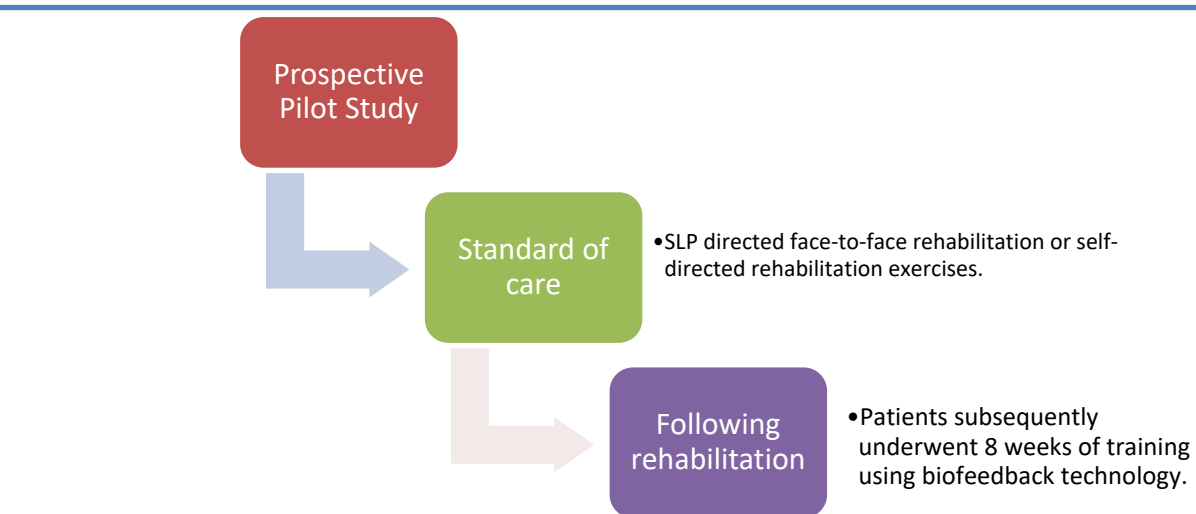 Prospective
Pilot Study
Standard of
care
•SLP directed face-to-face rehabilitation or self-
directed rehabilitation exercises.
Following
rehabilitation
•Patients subsequently
underwent 8 weeks of training
using biofeedback technology.